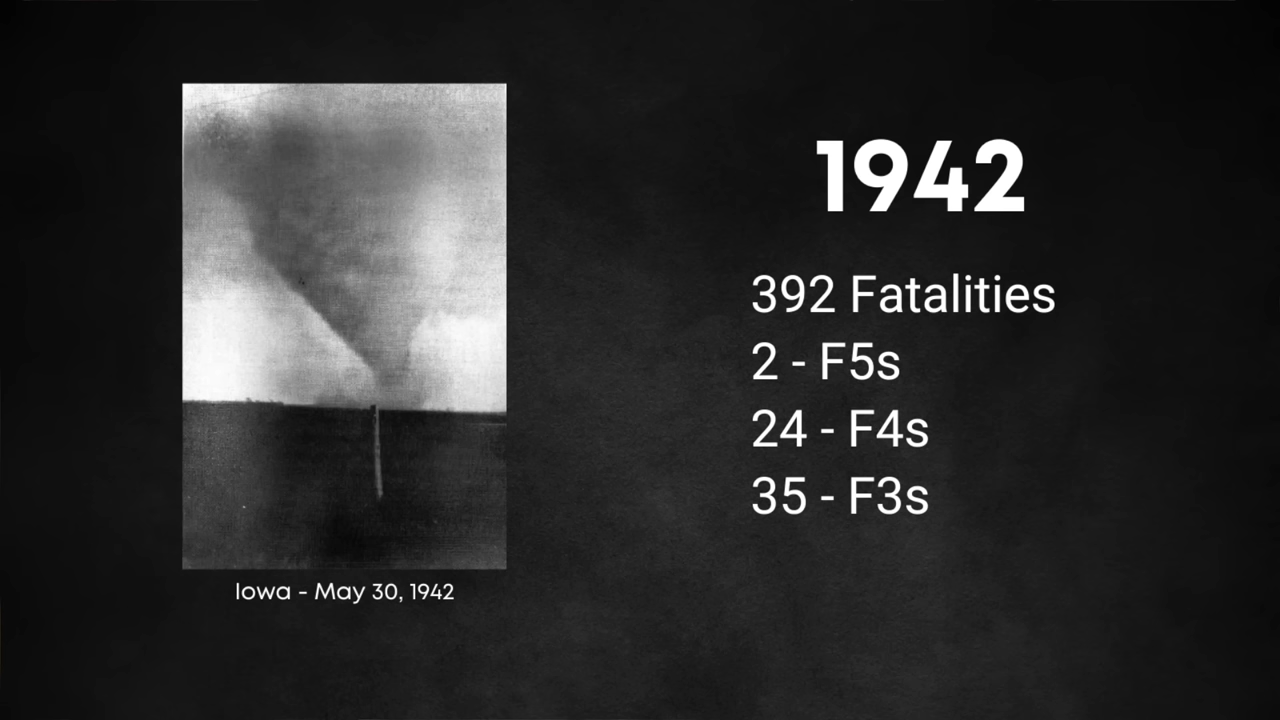 1942
392 Fatalities
2 - F5s
24 - F4s
35 - F3s
Iowa - May 30, 1942